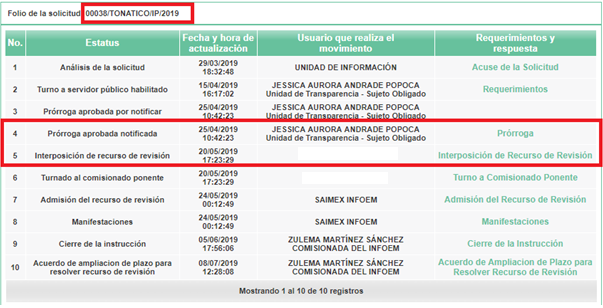 Folio de la solicitud: 00038/TONATICO/IP/2019
No. Estatus Fecha y hora de actualización Usuario que realiza el movimiento Requerimientos y respuesta
1 Análisis de la solicitud 29/03/2019 18:32:48 UNIDAD DE INFORMACIÓN Acuse de la Solicitud
2 Turno a servidor público habilitado 15/04/2019 16:17:02 JESSICA AURORA ANDRADE POPOCA Unidad de Transparencia - Sujeto Obligado Requerimientos
3 Prórroga aprobada por notificar 25/04/2019 10:42:23 JESSICA AURORA ANDRADE POPOCA Unidad de Transparencia - Sujeto Obligado
4 Prórroga aprobada notificada 25/04/2019 10:42:23 JESSICA AURORA ANDRADE POPOCA Unidad de Transparencia - Sujeto Obligado Prórroga
5 Interposición de recurso de revisión 20/05/2019 17:23:29 Interposición de Recurso de Revisión
6 Turnado al comisionado ponente 20/05/2019 17:23:29 Turno a Comisionado Ponente
7 Admisión del recurso de revisión 24/05/2019 00:12:49 SAIMEX INFOEM Admisión del Recurso de Revisión
8 Manifestaciones 24/05/2019 00:12:49 SAIMEX INFOEM Manifestaciones
9 Cierre de la instrucción 05/06/2019 17:56:06 ZULEMA MARTÍNEZ SÁNCHEZ COMISIONADA DEL INFOEM Cierre de la Instrucción
10 Acuerdo de ampliacion de plazo para resolver recurso de revisión 08/07/2019 12:28:08 ZULEMA MARTÍNEZ SÁNCHEZ COMISIONADA DEL INFOEM Acuerdo de Ampliacion de Plazo para Resolver Recurso de Revisión
Mostrando 1 al 10 de 10 registros